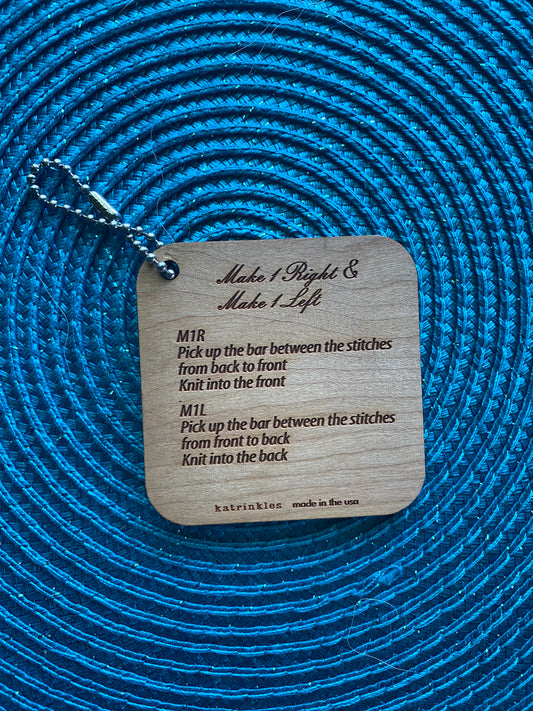 Make 1 Right &
Make 1 Left
M1R
Pick up the bar between the stitches
from back to front
Knit into the front
M1L
Pick up the bar between the stitches
from front to back
Knit into the back
katrinkles made in the usa